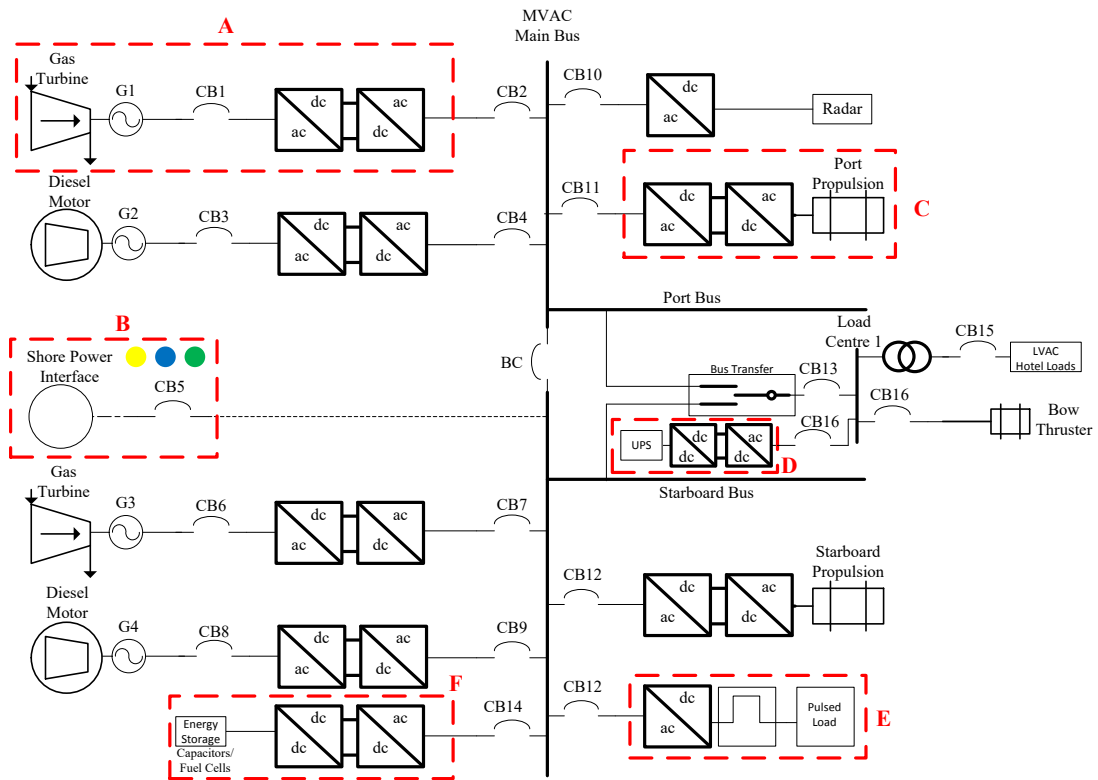 MVAC
Main Bus
A
Gas
Turbine
G1
CB1
dc
ac
ac
dc
CB2
CB10
dc
ac
Radar
Diesel
Motor
G2
CB3
dc
ac
ac
dc
CB4
CB11
dc
ac
ac
dc
Port
Propulsion
C
Port Bus
B
Shore Power
Interface
CB5
BC
Bus Transfer
CB13
Load
Centre 1
CB15
LVAC
Hotel Loads
CB16
Bow
Thruster
UPS
dc
dc
ac
dc
CB16
D
Starboard Bus
Gas
Turbine
G3
CB6
dc
ac
ac
dc
CB7
Diesel
Motor
G4
CB8
dc
ac
ac
dc
CB9
CB12
dc
ac
ac
dc
Starboard
Propulsion
F
Energy
Storage
Capacitors/
Fuel Cells
dc
dc
ac
dc
CB14
CB12
dc
ac
Pulsed
Load
E